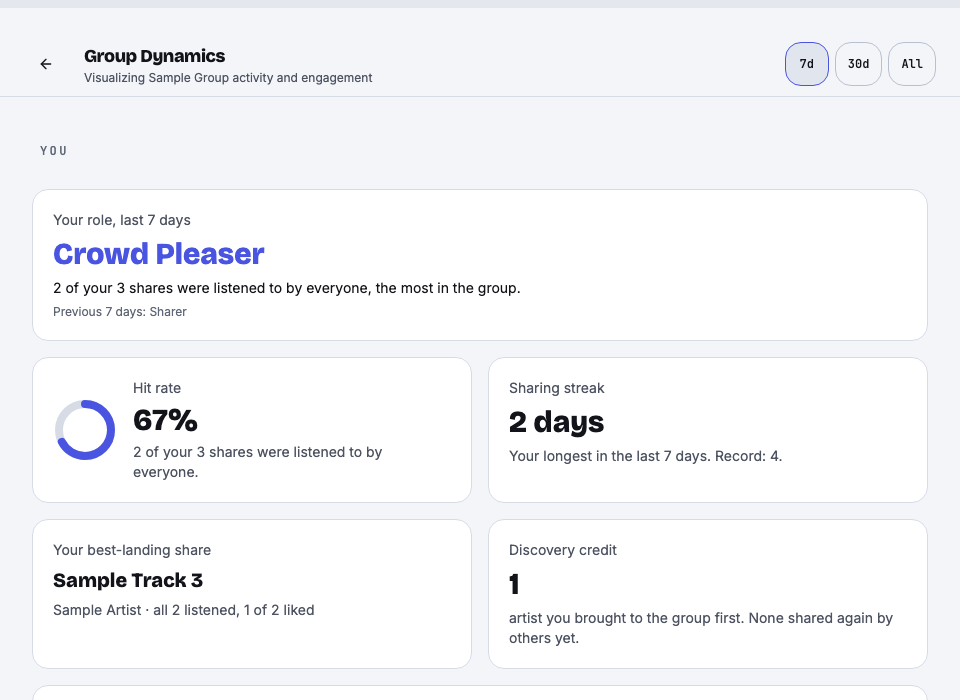 Group Dynamics
Visualizing Sample Group activity and engagement
7d
30d
All
YOU
Your role, last 7 days
Crowd Pleaser
2 of your 3 shares were listened to by everyone, the most in the group.
Previous 7 days: Sharer
Hit rate
67%
2 of your 3 shares were listened to by
everyone.
Sharing streak
2 days
Your longest in the last 7 days. Record: 4.
Your best-landing share
Sample Track 3
Sample Artist · all 2 listened, 1 of 2 liked
Discovery credit
1
artist you brought to the group first. None shared again by
others yet.